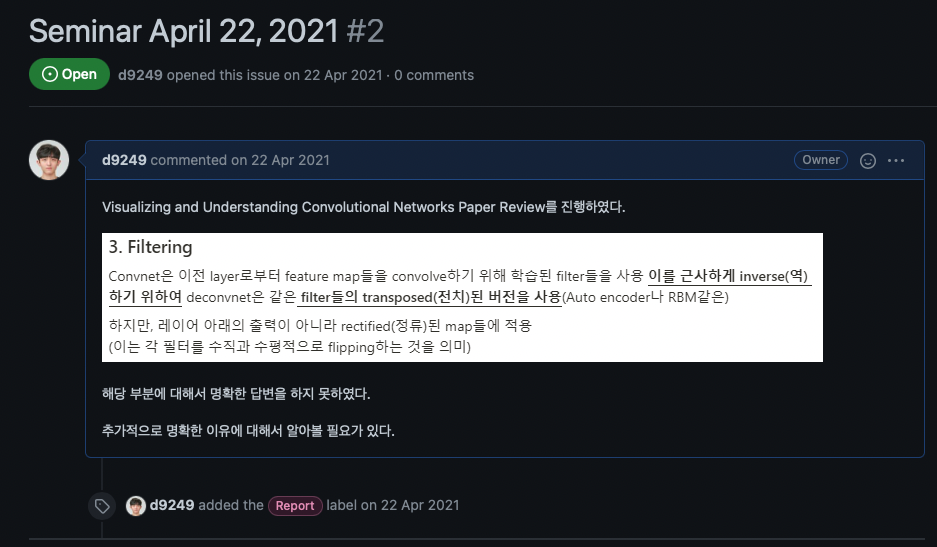 Seminar April 22, 2021 #2
Open d9249 opened this issue on 22 Apr 2021 · 0 comments
d9249 commented on 22 Apr 2021 Owner
Visualizing and Understanding Convolutional Networks Paper Review를 진행하였다.
3. Filtering
Convnet은 이전 layer로부터 feature map들을 convolve하기 위해 학습된 filter들을 사용 이를 근사하게 inverse(역)
하기 위하여 deconvnet은 같은 filter들의 transposed(전치)된 버전을 사용(Auto encoder나 RBM같은)
하지만, 레이어 아래의 출력이 아니라 rectified(정류)된 map들에 적용
(이는 각 필터를 수직과 수평적으로 flipping하는 것을 의미)
해당 부분에 대해서 명확한 답변을 하지 못하였다.
추가적으로 명확한 이유에 대해서 알아볼 필요가 있다.
d9249 added the Report label on 22 Apr 2021